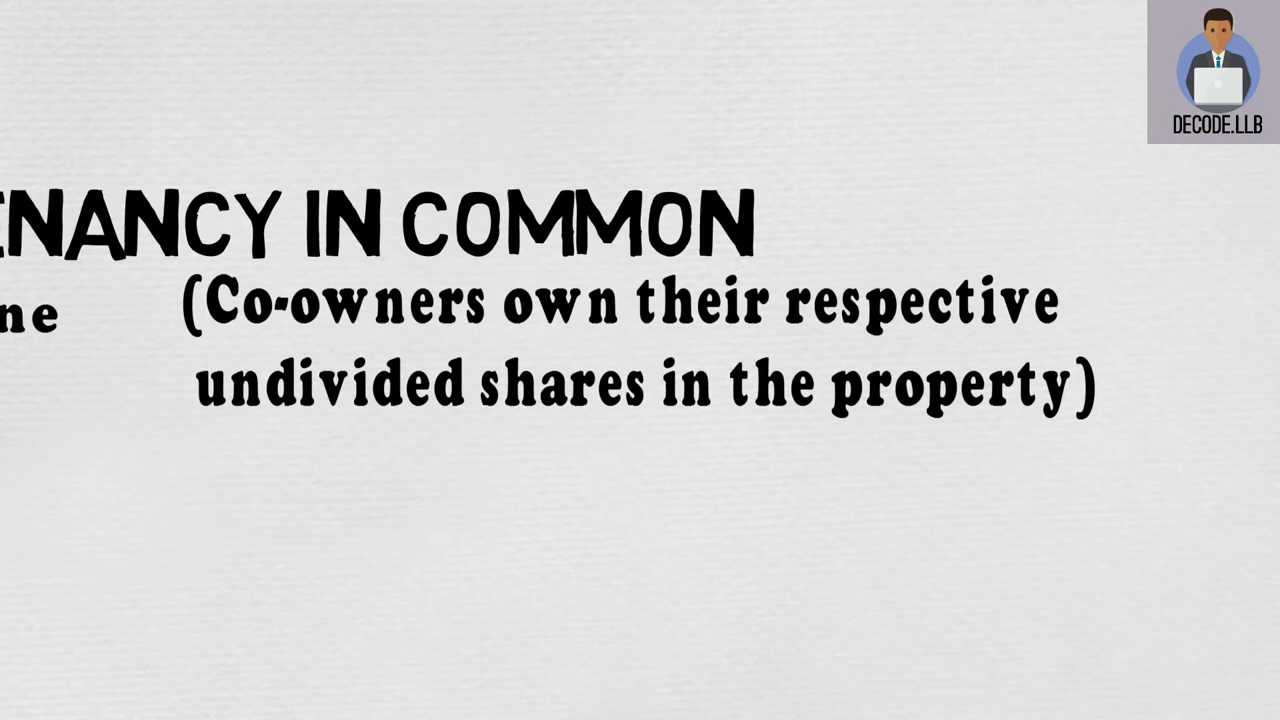 DECODE.LLB
ENANCY IN COMMON
ne
(Co-owners own their respective
undivided shares in the property)